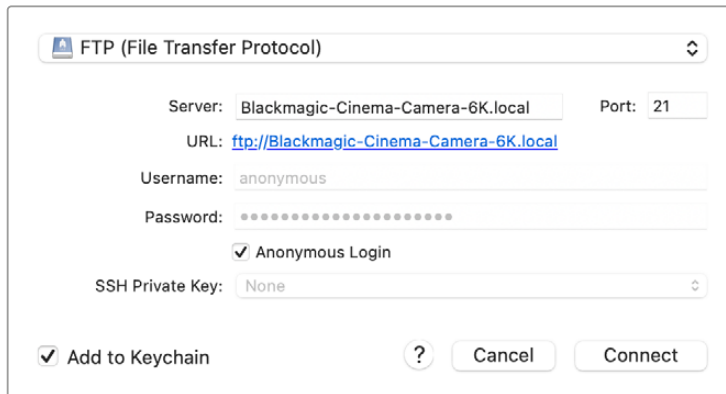 FTP (File Transfer Protocol)
Server: Blackmagic-Cinema-Camera-6K.local Port: 21
URL: ftp://Blackmagic-Cinema-Camera-6K.local
Username: anonymous
Password: •••••••••••••••••••••
Anonymous Login
SSH Private Key: None
Add to Keychain ? Cancel Connect